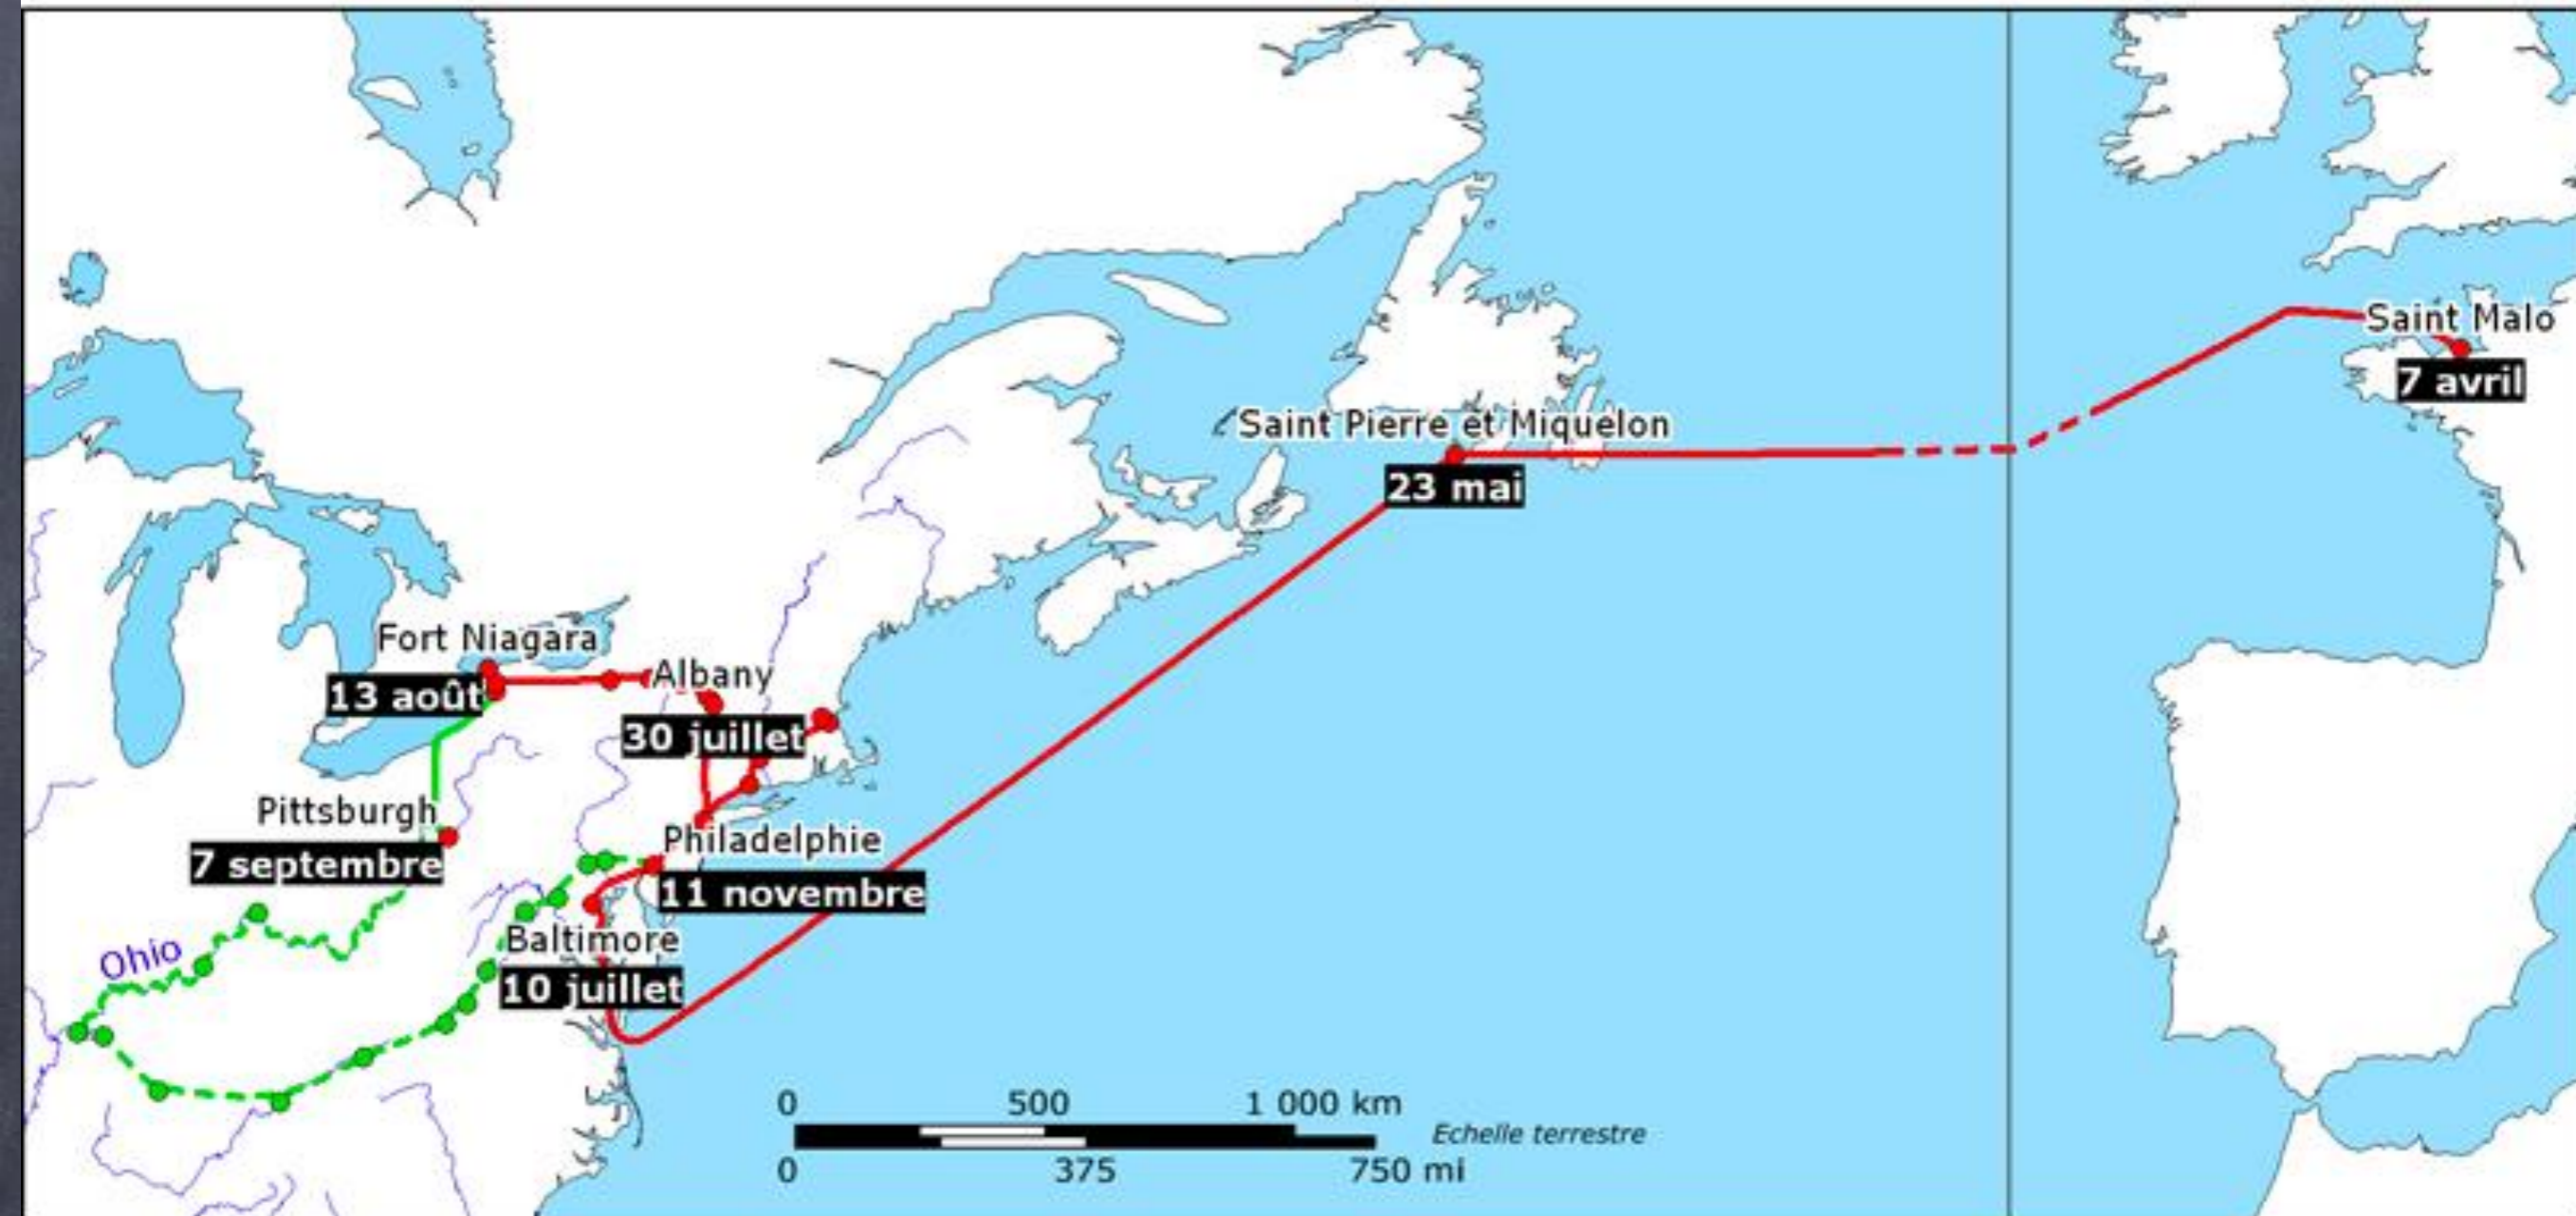 Saint Malo
7 avril
Saint Pierre et Miquelon
23 mai
Fort Niagara
13 août
Albany
30 juillet
Pittsburgh
7 septembre
Philadelphie
11 novembre
Baltimore
10 juillet
Ohio
0 500 1 000 km
Echelle terrestre
0 375 750 mi